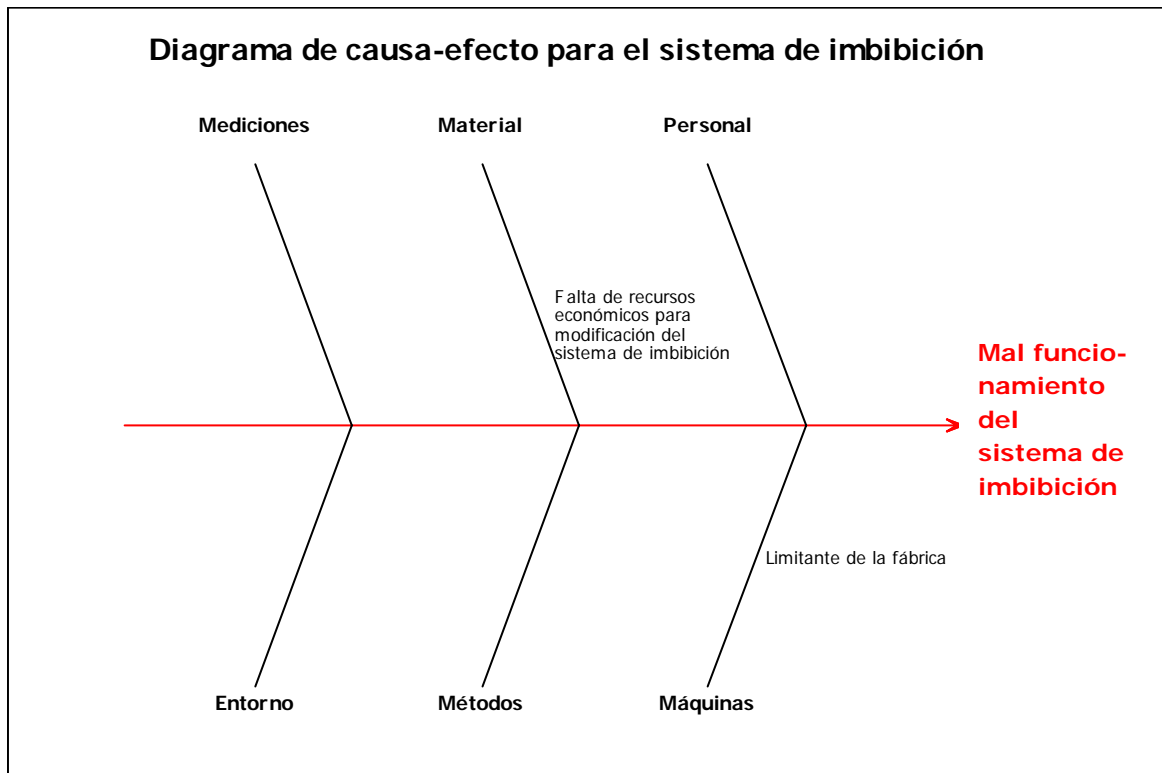 Diagrama de causa-efecto para el sistema de imbibición
Mediciones
Material
Personal
Falta de recursos
económicos para
modificación del
sistema de imbibición
Mal funcio-
namiento
del
sistema de
imbibición
Limitante de la fábrica
Entorno
Métodos
Máquinas